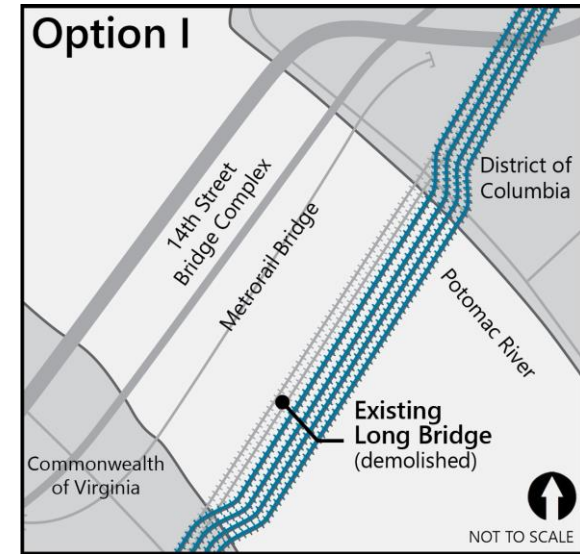 Option I
14th Street
Bridge Complex
Metrorail Bridge
District of
Columbia
Potomac River
Existing
Long Bridge
(demolished)
Commonwealth
of Virginia
NOT TO SCALE